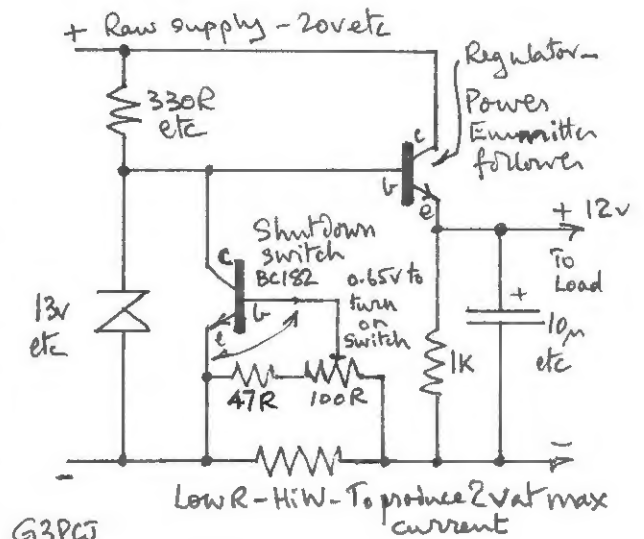 + Raw supply - 20v etc
330R
etc
Regulator -
Power
Emmitter
follower
c
b
e
+ 12v
To
Load
Shutdown
switch
BC182
c
b
e
0.65v to
turn
on
switch
13v
etc
+
10μ
etc
1K
47R
100R
-
-
Low R - Hi W - To produce 2v at max
current
G3PCJ